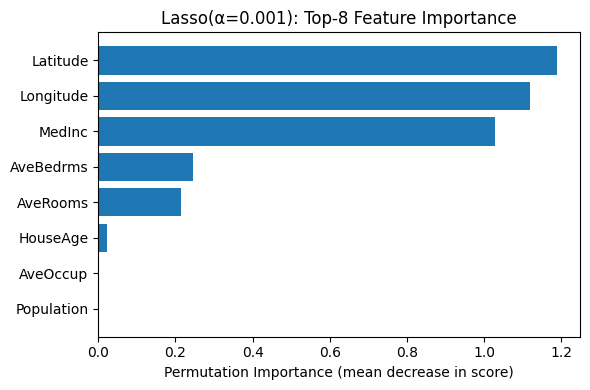 Lasso(α=0.001): Top-8 Feature Importance
Latitude
Longitude
MedInc
AveBedrms
AveRooms
HouseAge
AveOccup
Population
0.0 0.2 0.4 0.6 0.8 1.0 1.2
Permutation Importance (mean decrease in score)